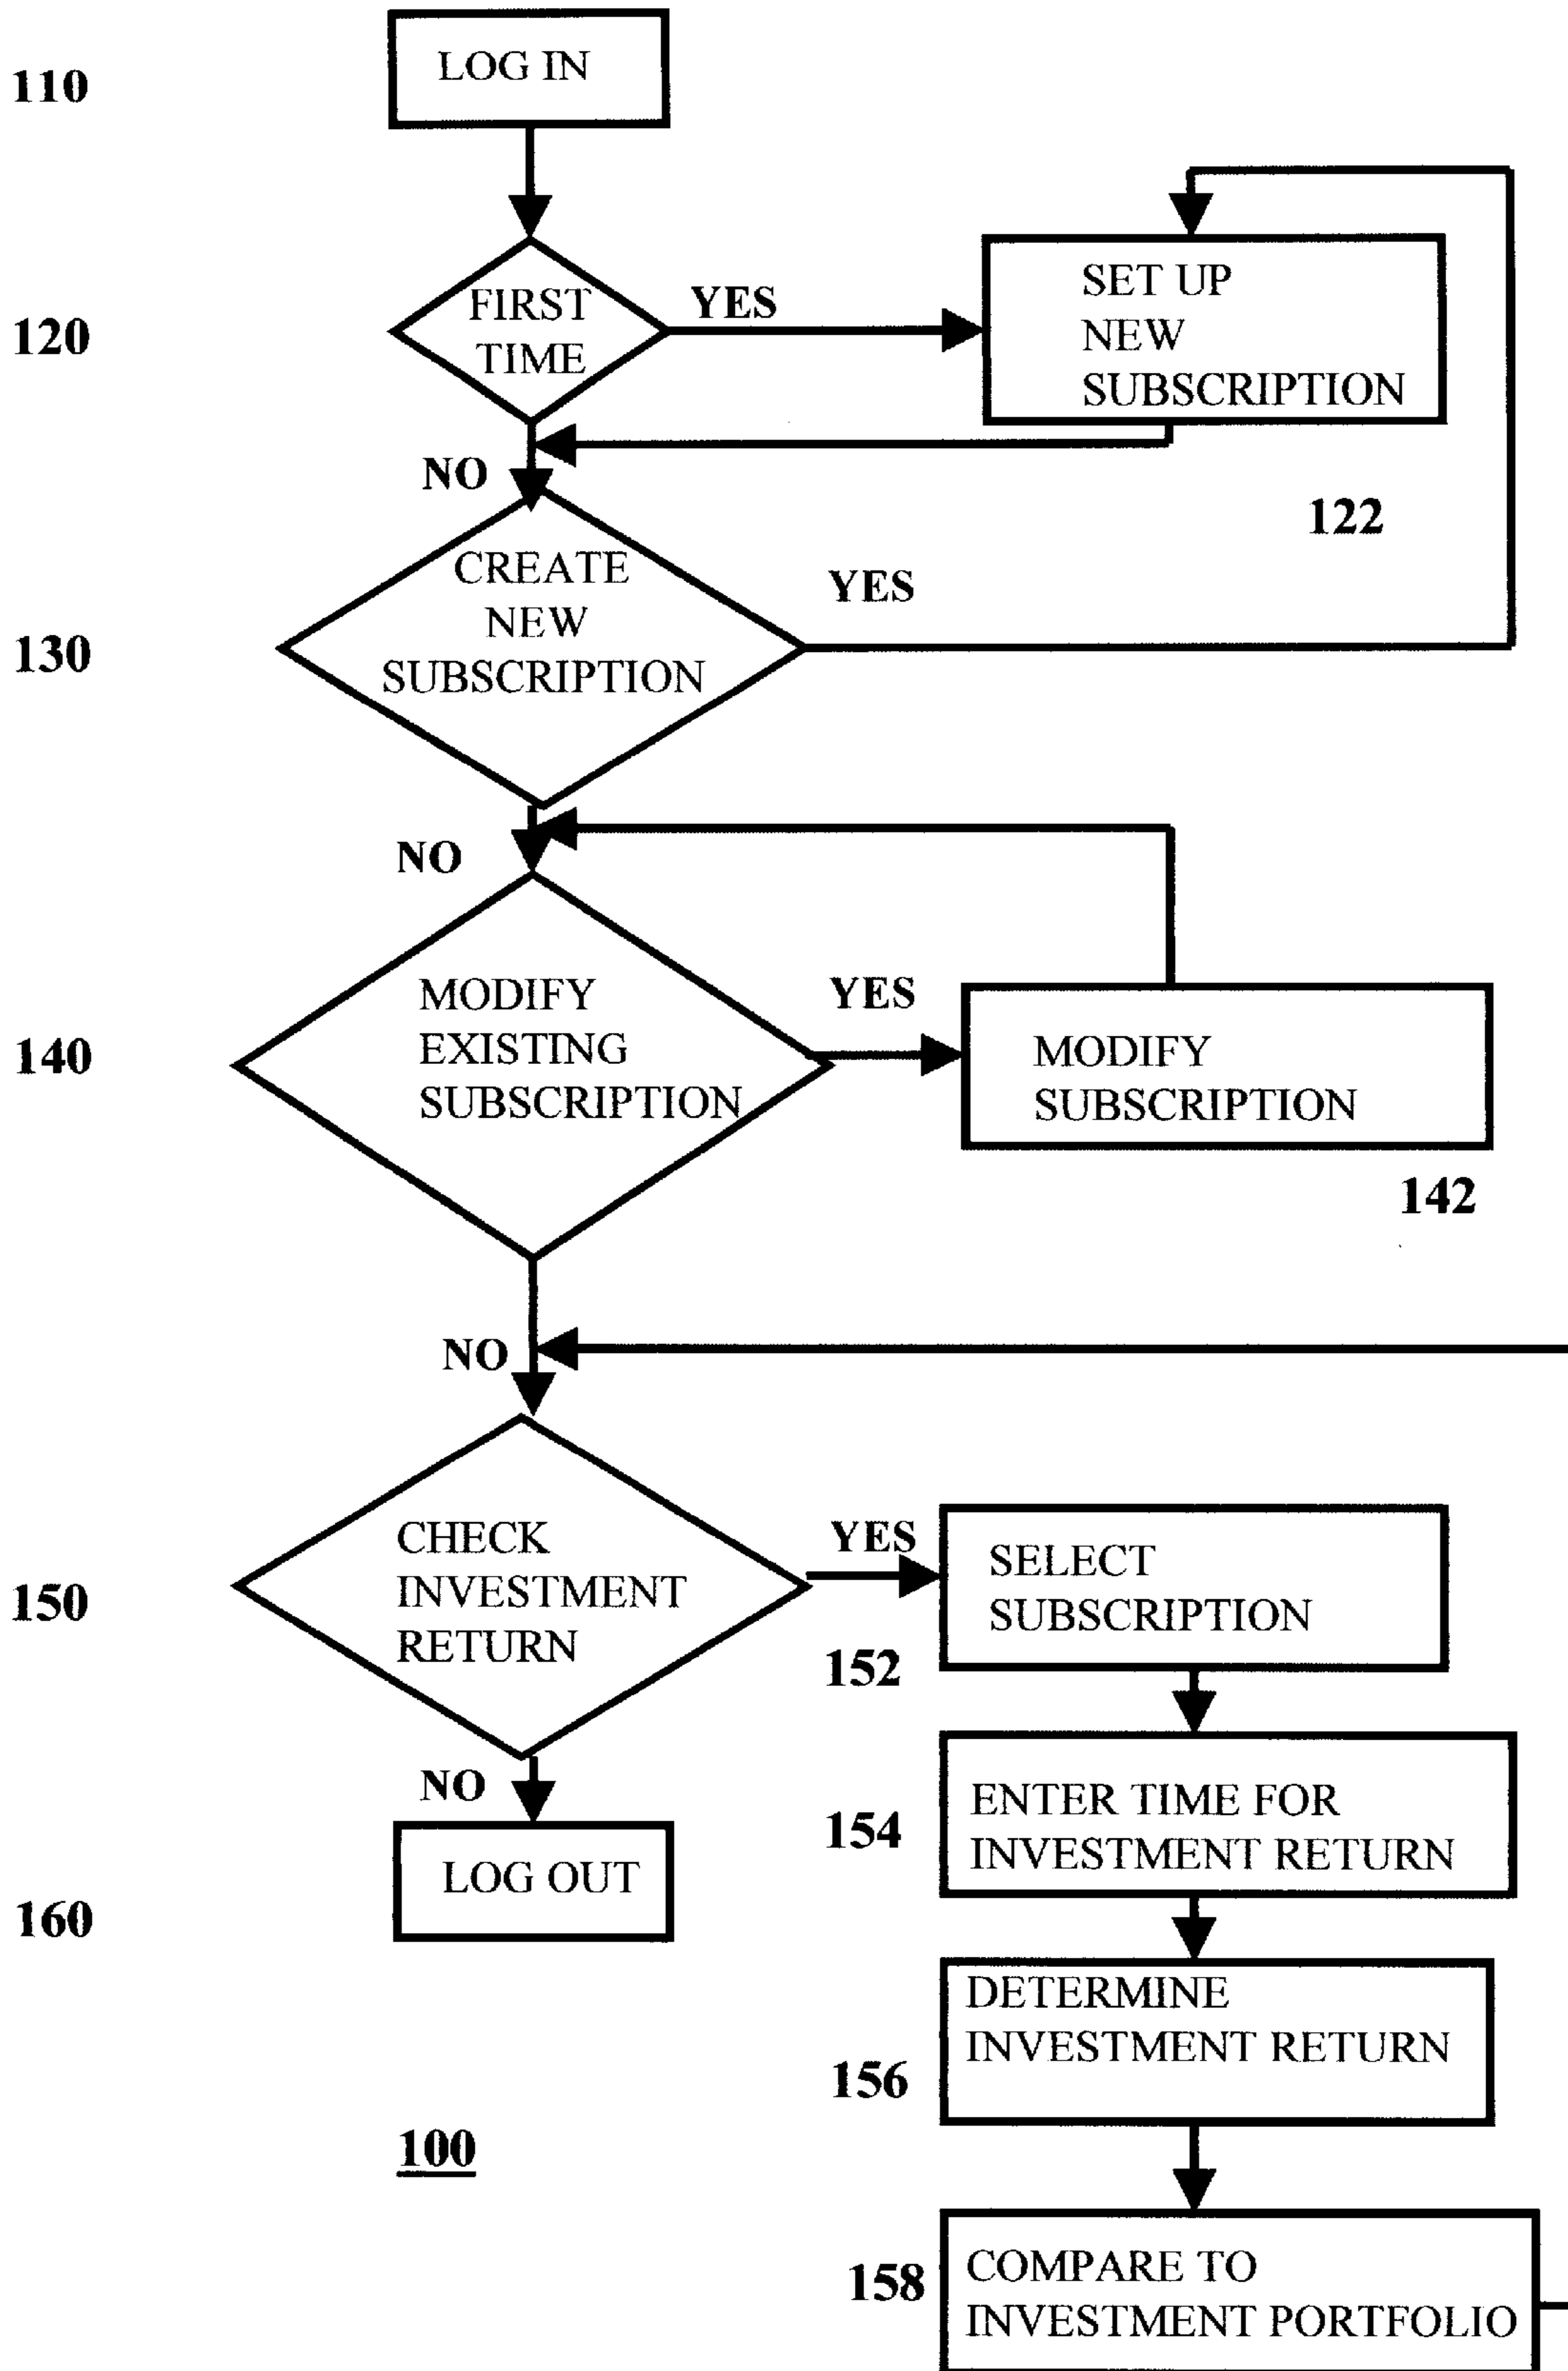 LOG IN
110
FIRST
TIME
YES
SET UP
NEW
SUBSCRIPTION
120
NO
122
CREATE
NEW
SUBSCRIPTION
YES
130
NO
MODIFY
EXISTING
SUBSCRIPTION
YES
MODIFY
SUBSCRIPTION
140
142
NO
CHECK
INVESTMENT
RETURN
YES
SELECT
SUBSCRIPTION
150
152
NO
ENTER TIME FOR
INVESTMENT RETURN
154
LOG OUT
160
DETERMINE
INVESTMENT RETURN
156
100
COMPARE TO
INVESTMENT PORTFOLIO
158